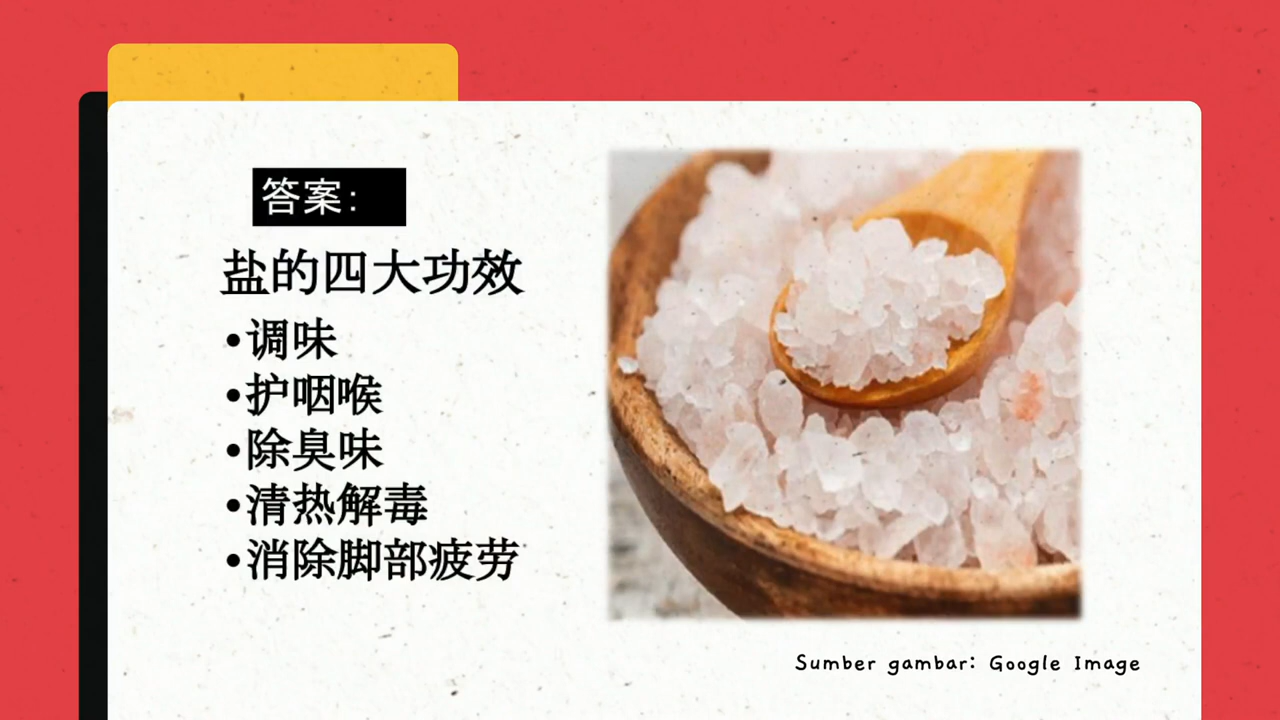 答案:
盐的四大功效
•调味
•护咽喉
•除臭味
•清热解毒
•消除脚部疲劳
Sumber gambar: Google Image